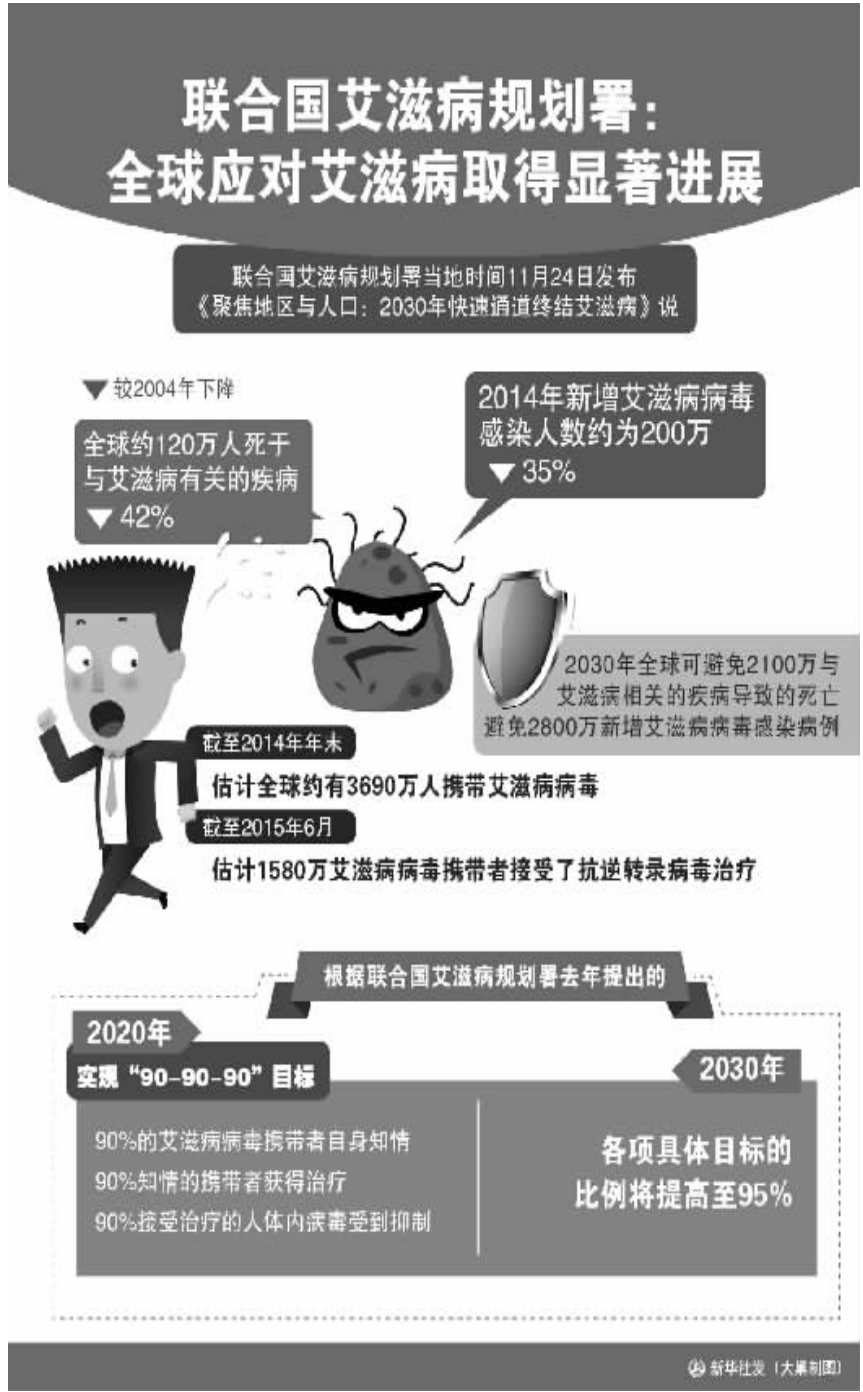 联合国艾滋病规划署：
全球应对艾滋病取得显著进展
联合国艾滋病规划署当地时间11月24日发布
《聚焦地区与人口：2030年快速通道终结艾滋病》说
▼ 较2004年下降
全球约120万人死于
与艾滋病有关的疾病
▼ 42%
2014年新增艾滋病病毒
感染人数约为200万
▼ 35%
2030年全球可避免2100万与
艾滋病相关的疾病导致的死亡
避免2800万新增艾滋病病毒感染病例
截至2014年年末
估计全球约有3690万人携带艾滋病病毒
截至2015年6月
估计1580万艾滋病病毒携带者接受了抗逆转录病毒治疗
根据联合国艾滋病规划署去年提出的
2020年
实现“90-90-90”目标
90%的艾滋病病毒携带者自身知情
90%知情的携带者获得治疗
90%接受治疗的人体内病毒受到抑制
2030年
各项具体目标的
比例将提高至95%
新华社发（大巢制图）